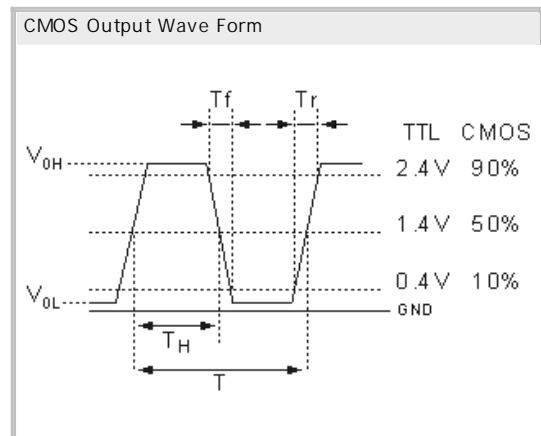 CMOS Output Wave Form
Tf Tr
TTL CMOS
V0H 2.4V 90%
1.4V 50%
0.4V 10%
V0L GND
TH
T